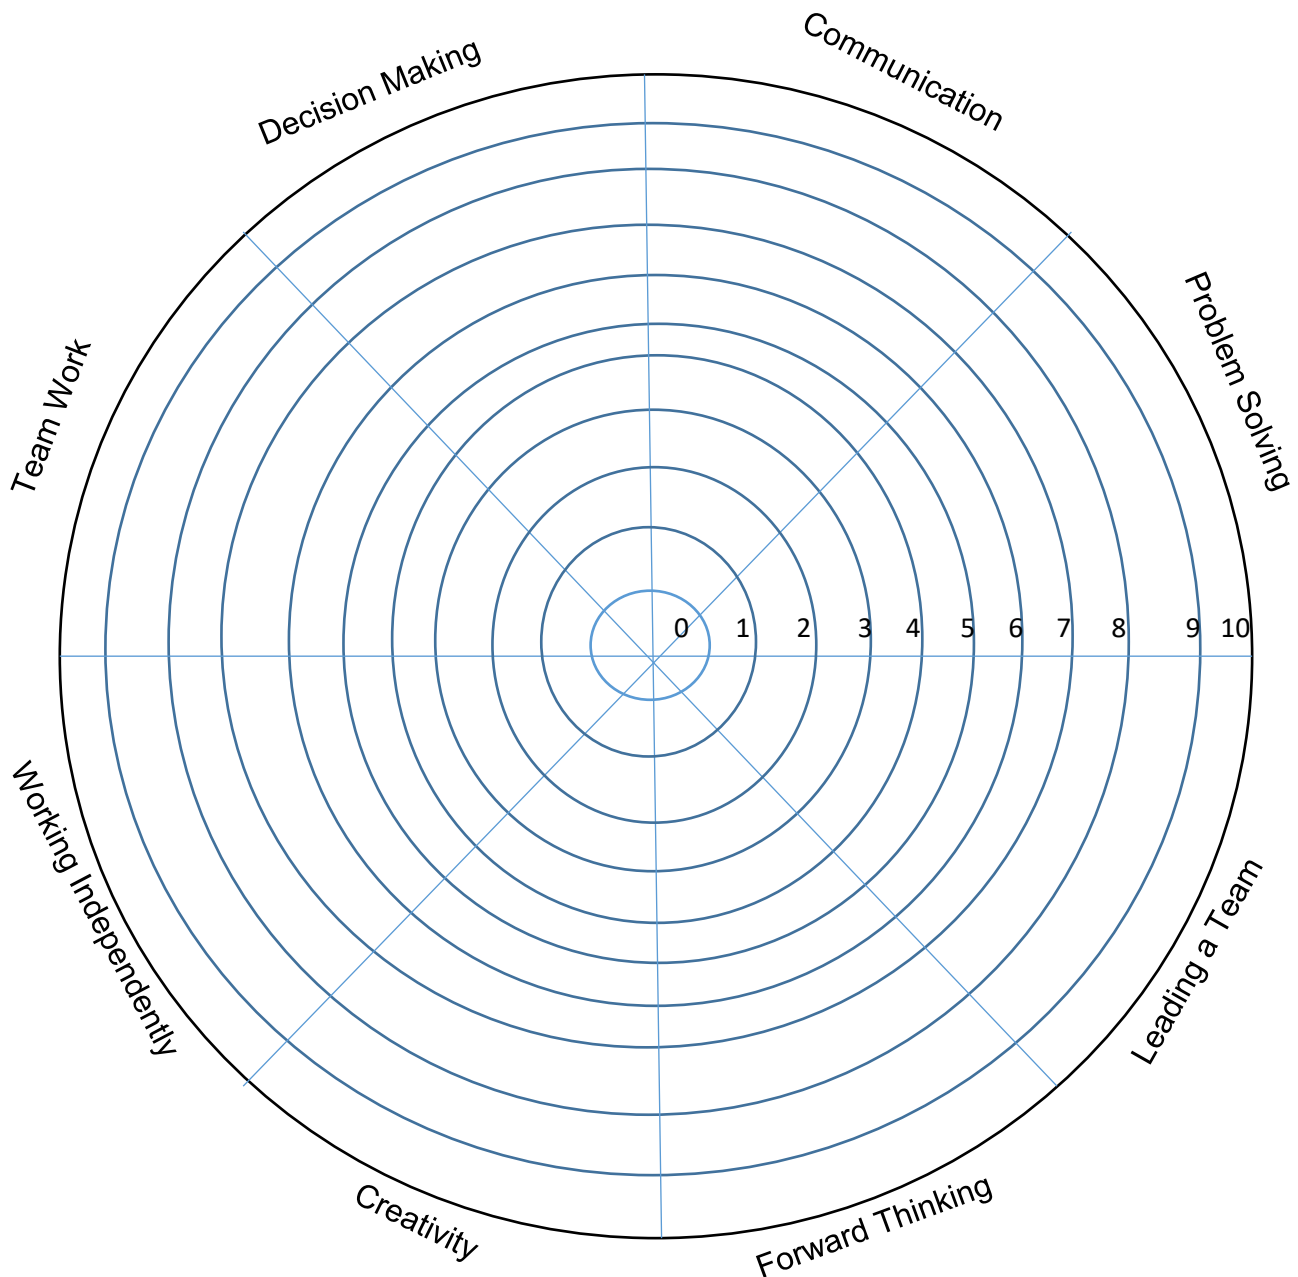 Communication
Decision Making
Problem Solving
Team Work
0 1 2 3 4 5 6 7 8 9 10
Working Independently
Leading a Team
Creativity
Forward Thinking